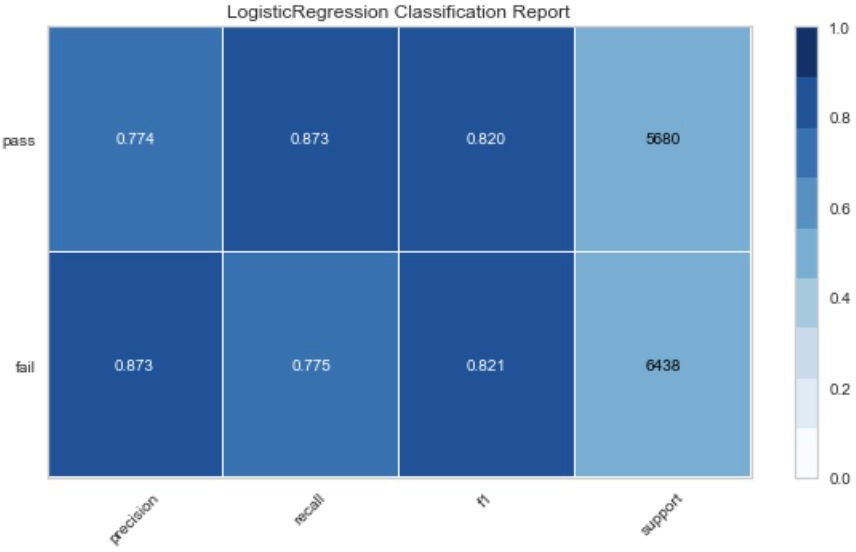 LogisticRegression Classification Report
1.0
pass 0.774 0.873 0.820 5680
0.8
0.6
0.4
fail 0.873 0.775 0.821 6438
0.2
0.0
precision recall f1 support